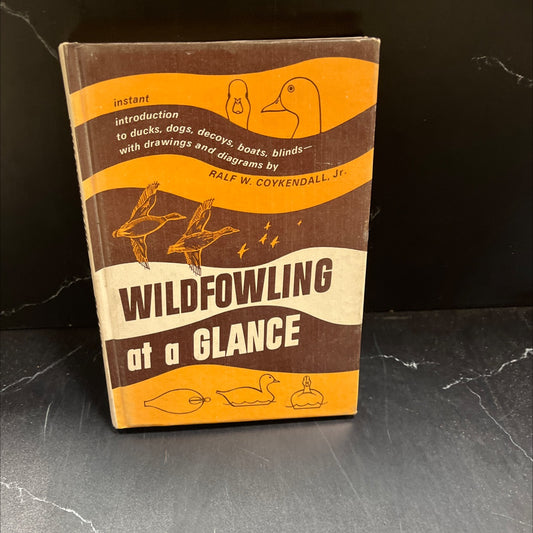 instant
introduction
to ducks, dogs, decoys, boats, blinds—
with drawings and diagrams by
RALF W. COYKENDALL, Jr.
WILDFOWLING
at a GLANCE